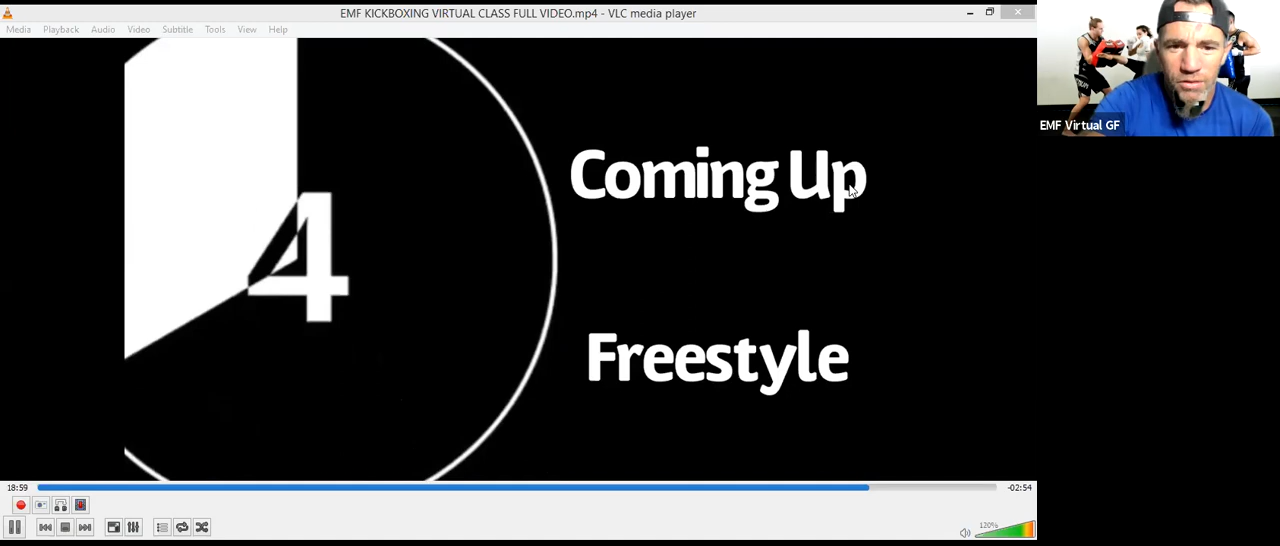 EMF KICKBOXING VIRTUAL CLASS FULL VIDEO.mp4 - VLC media player
Media Playback Audio Video Subtitle Tools View Help
4
Coming Up
Freestyle
EMF Virtual GF
18:59
-02:54
120%